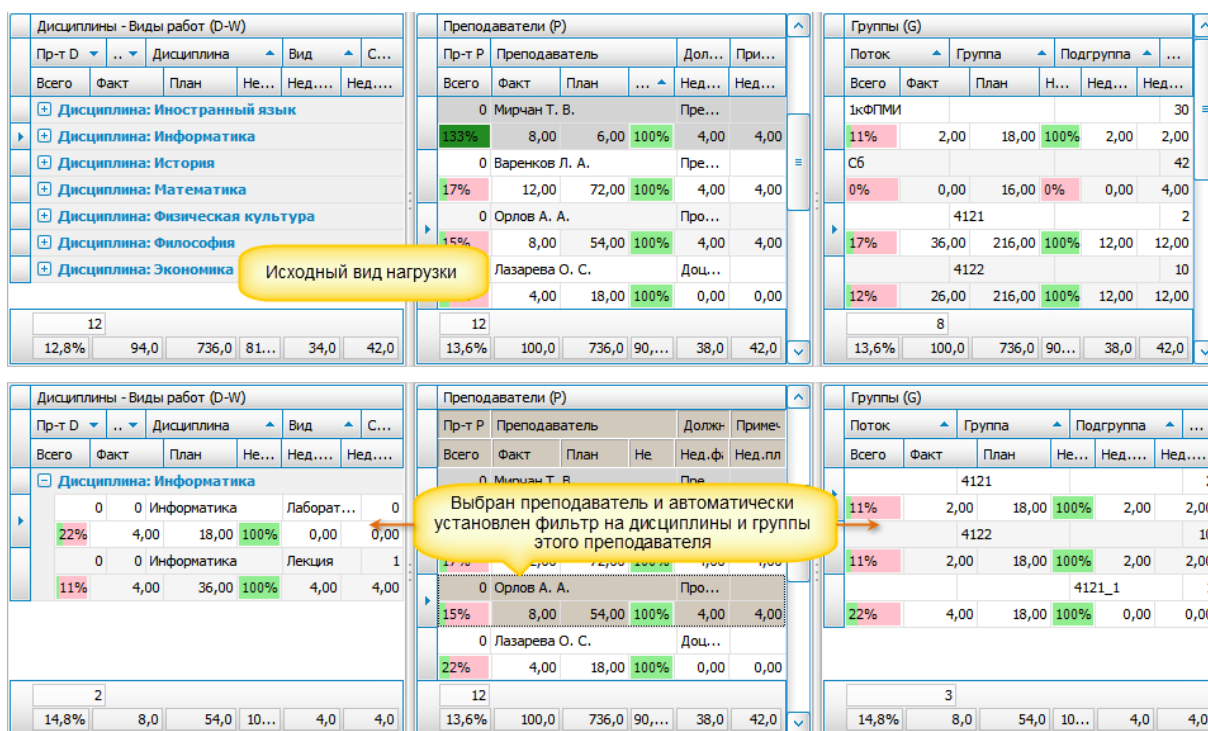 Дисциплины - Виды работ (D-W)
Пр-т D .. Дисциплина Вид С...
Всего Факт План Не... Нед.... Нед....
Дисциплина: Иностранный язык
Дисциплина: Информатика
Дисциплина: История
Дисциплина: Математика
Дисциплина: Физическая культура
Дисциплина: Философия
Дисциплина: Экономика
12
12,8% 94,0 736,0 81... 34,0 42,0
Преподаватели (P)
Пр-т P Преподаватель Дол... При...
Всего Факт План ... Нед... Нед...
0 Мирчан Т. В. Пре...
133% 8,00 6,00 100% 4,00 4,00
0 Варенков Л. А. Пре...
17% 12,00 72,00 100% 4,00 4,00
0 Орлов А. А. Про...
15% 8,00 54,00 100% 4,00 4,00
Лазарева О. С. Доц...
4,00 18,00 100% 0,00 0,00
12
13,6% 100,0 736,0 90,... 38,0 42,0
Исходный вид нагрузки
Группы (G)
Поток Группа Подгруппа ...
Всего Факт План Н... Нед... Нед...
1кФПМИ 30
11% 2,00 18,00 100% 2,00 2,00
С6 42
0% 0,00 16,00 0% 0,00 4,00
4121 2
17% 36,00 216,00 100% 12,00 12,00
4122 10
12% 26,00 216,00 100% 12,00 12,00
8
13,6% 100,0 736,0 90... 38,0 42,0
Дисциплины - Виды работ (D-W)
Пр-т D .. Дисциплина Вид С...
Всего Факт План Не... Нед.... Нед....
Дисциплина: Информатика
0 0 Информатика Лаборат... 0
22% 4,00 18,00 100% 0,00 0,00
0 0 Информатика Лекция 1
11% 4,00 36,00 100% 4,00 4,00
2
14,8% 8,0 54,0 10... 4,0 4,0
Преподаватели (P)
Пр-т P Преподаватель Должн Примеч
Всего Факт План Не Нед.фа Нед.пл
0 Мирчан Т. В. Пре...
Выбран преподаватель и автоматически
установлен фильтр на дисциплины и группы
этого преподавателя
17% 12,00 72,00 100% 4,00 4,00
0 Орлов А. А. Про...
15% 8,00 54,00 100% 4,00 4,00
0 Лазарева О. С. Доц...
22% 4,00 18,00 100% 0,00 0,00
12
13,6% 100,0 736,0 90,... 38,0 42,0
Группы (G)
Поток Группа Подгруппа ...
Всего Факт План Не... Нед... Нед....
4121 2
11% 2,00 18,00 100% 2,00 2,00
4122 10
11% 2,00 18,00 100% 2,00 2,00
4121_1
22% 4,00 18,00 100% 0,00 0,00
3
14,8% 8,0 54,0 10... 4,0 4,0